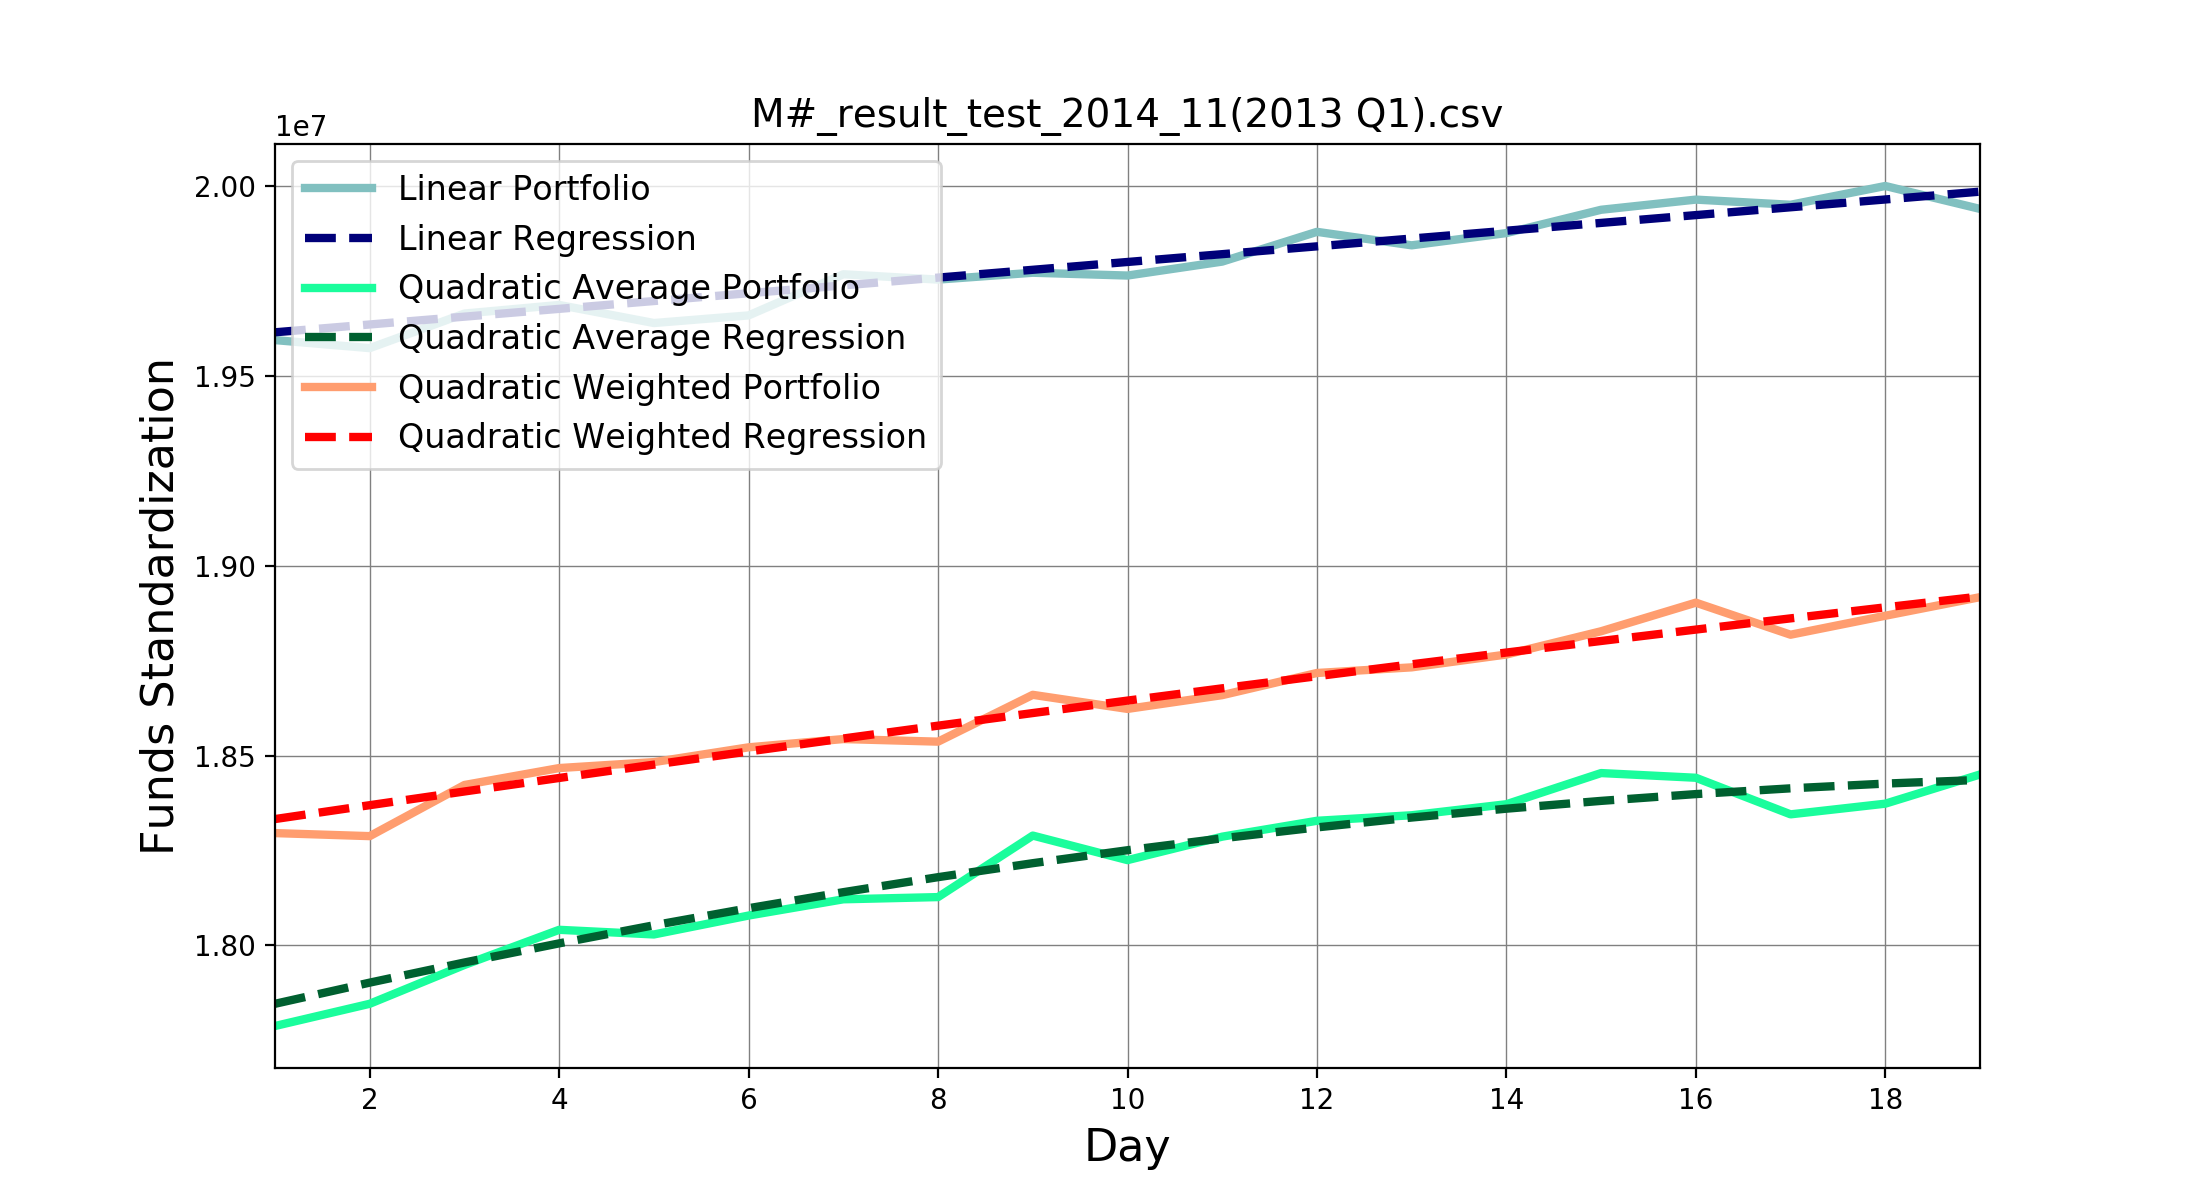 M#_result_test_2014_11(2013 Q1).csv
1e7
2.00
1.95
1.90
1.85
1.80
Funds Standardization
Linear Portfolio
Linear Regression
Quadratic Average Portfolio
Quadratic Average Regression
Quadratic Weighted Portfolio
Quadratic Weighted Regression
2 4 6 8 10 12 14 16 18
Day